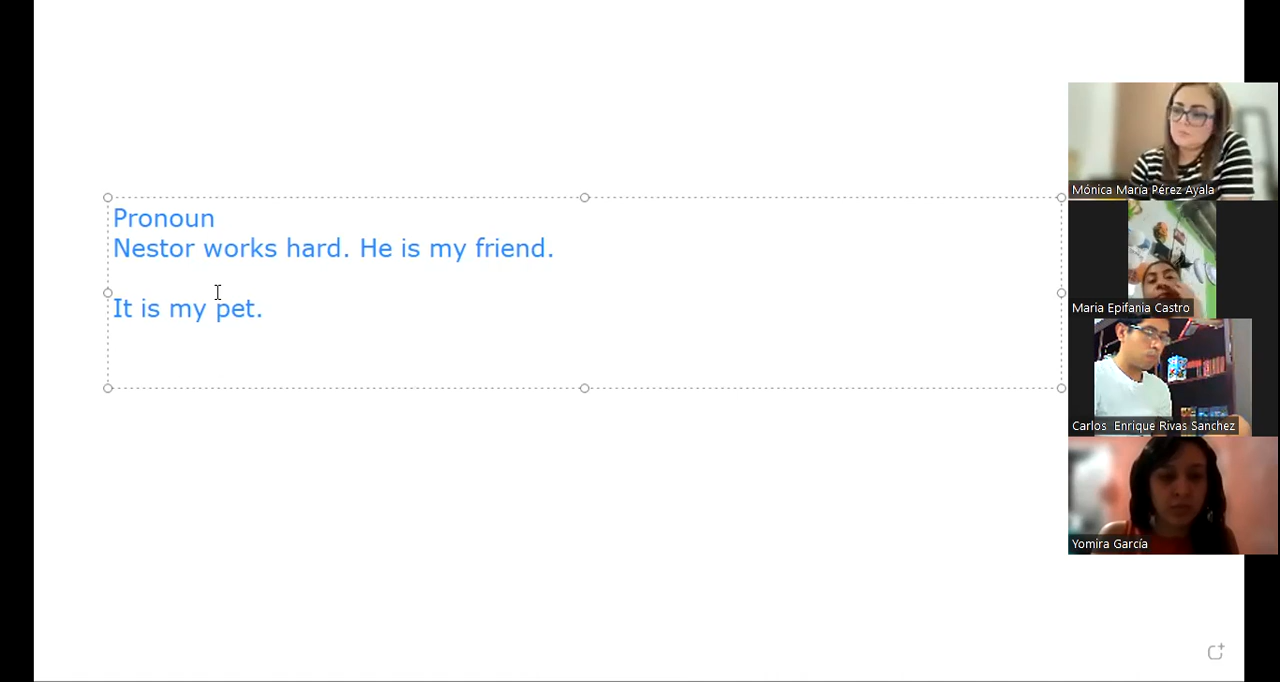 Pronoun
Nestor works hard. He is my friend.
It is my pet.
Mónica María Pérez Ayala
Maria Epifania Castro
Carlos Enrique Rivas Sanchez
Yomira García